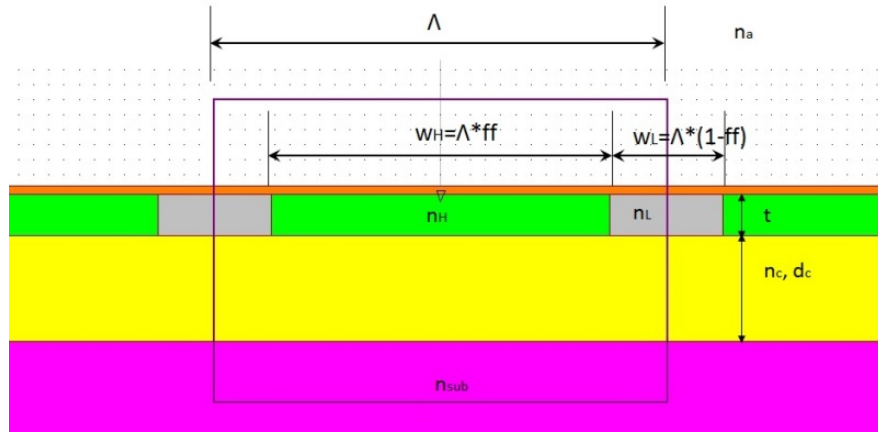 Λ
nₐ
wH=Λ*ff
wL=Λ*(1-ff)
nH
nL
t
nc, dc
nsub